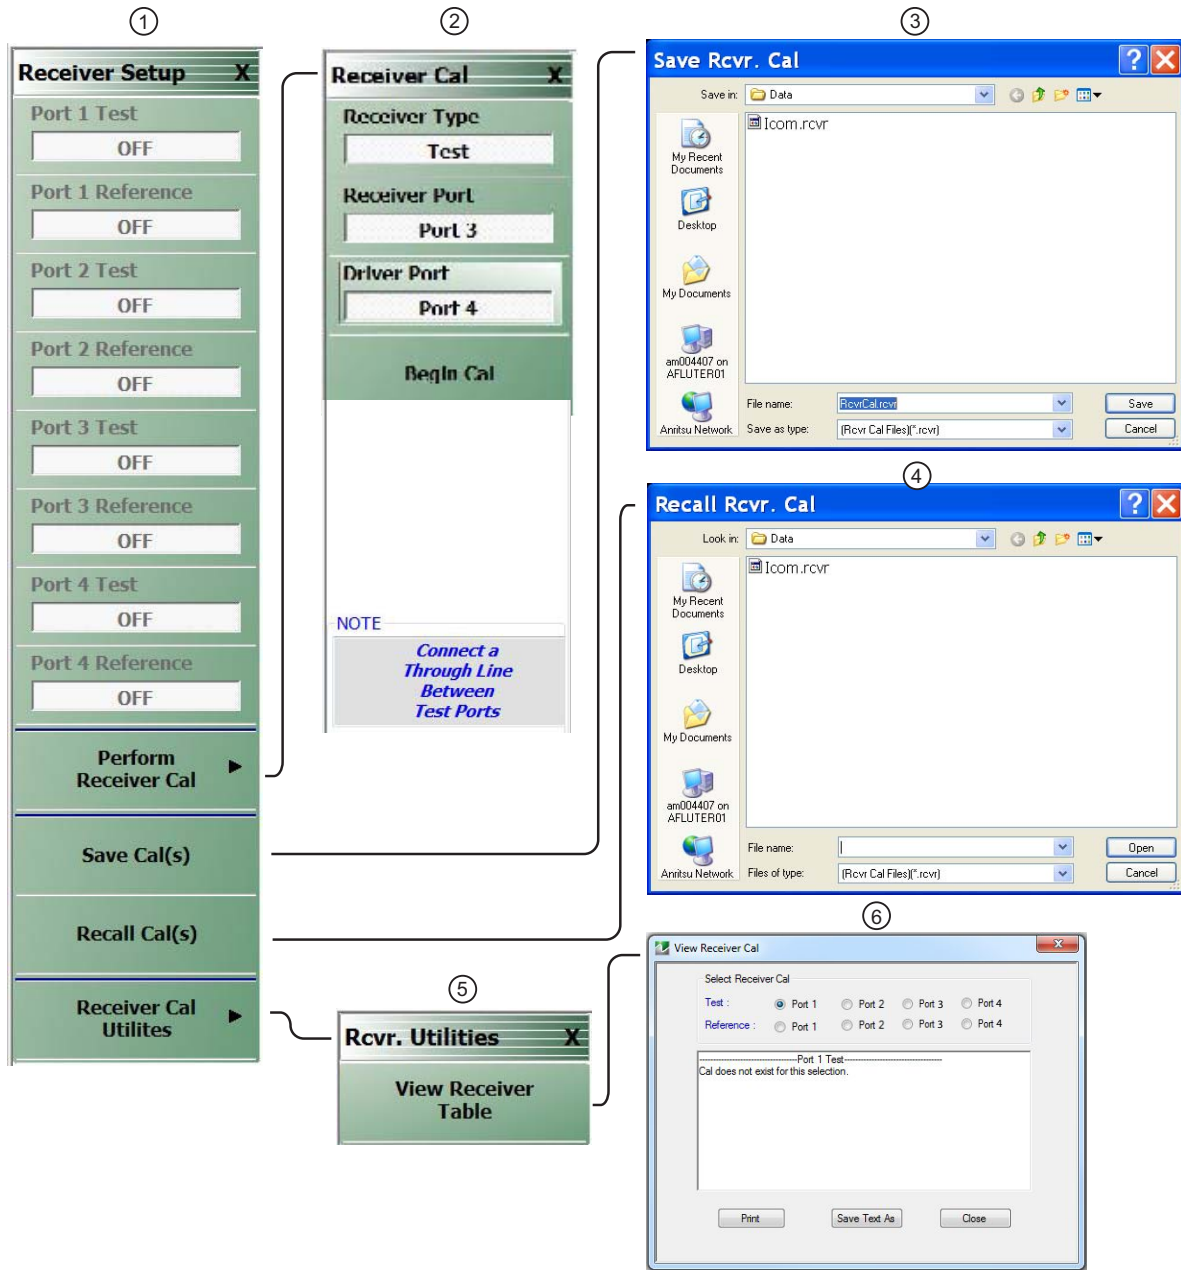 1
Receiver Setup X
Port 1 Test
OFF
Port 1 Reference
OFF
Port 2 Test
OFF
Port 2 Reference
OFF
Port 3 Test
OFF
Port 3 Reference
OFF
Port 4 Test
OFF
Port 4 Reference
OFF
Perform
Receiver Cal
Save Cal(s)
Recall Cal(s)
Receiver Cal
Utilites
2
Receiver Cal X
Receiver Type
Test
Receiver Port
Port 3
Driver Port
Port 4
Begin Cal
NOTE
Connect a
Through Line
Between
Test Ports
3
Save Rcvr. Cal ? X
Save in: Data
Icom.rcvr
My Recent
Documents
Desktop
My Documents
am004407 on
AFLUTER01
Anritsu Network
File name: RcvrCal.rcvr Save
Save as type: (Rcvr Cal Files)(*.rcvr) Cancel
4
Recall Rcvr. Cal ? X
Look in: Data
Icom.rcvr
My Recent
Documents
Desktop
My Documents
am004407 on
AFLUTER01
Anritsu Network
File name: Open
Files of type: (Rcvr Cal Files)(*.rcvr) Cancel
5
Rcvr. Utilities X
View Receiver
Table
6
View Receiver Cal x
Select Receiver Cal
Test : Port 1 Port 2 Port 3 Port 4
Reference : Port 1 Port 2 Port 3 Port 4
-----------------------------------Port 1 Test-----------------------------------
Cal does not exist for this selection.
Print Save Text As Close